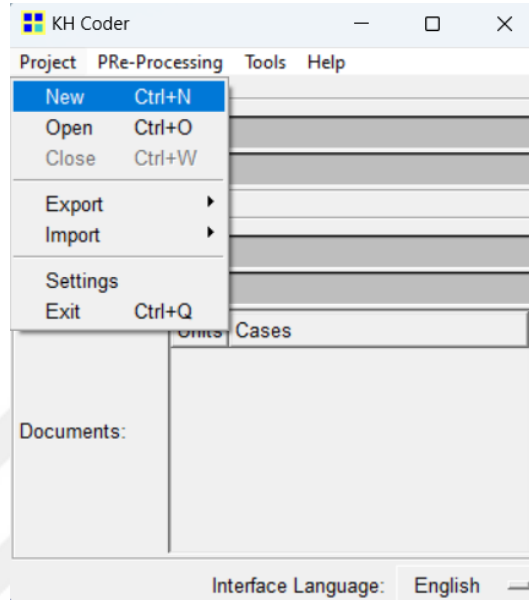 KH Coder
Project PRe-Processing Tools Help
New Ctrl+N
Open Ctrl+O
Close Ctrl+W
Export
Import
Settings
Exit Ctrl+Q
Units Cases
Documents:
Interface Language: English